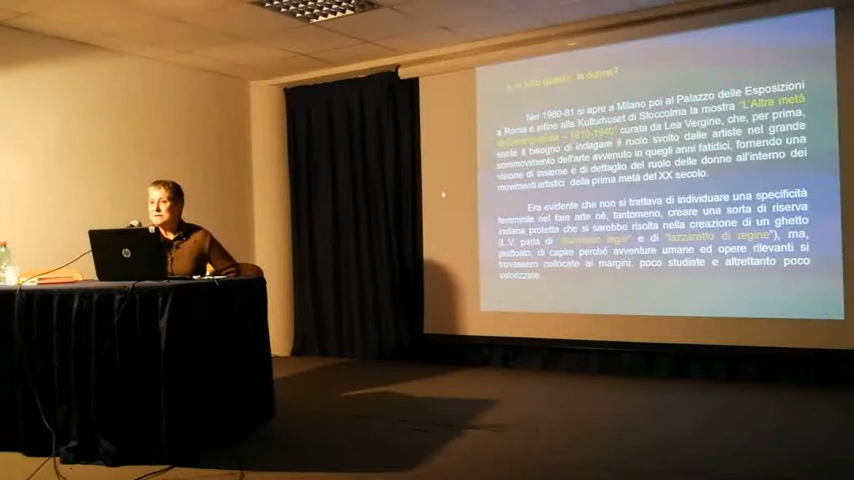 e, in tutto questo, le donne?
Nel 1980-81 si apre a Milano poi al Palazzo delle Esposizioni
a Roma e infine alla Kulturhuset di Stoccolma la mostra "L'Altra metà
dell'avanguardia – 1910-1940" curata da Lea Vergine, che, per prima,
sente il bisogno di indagare il ruolo svolto dalle artiste nel grande
sommovimento dell'arte avvenuto in quegli anni fatidici, fornendo una
visione di insieme e di dettaglio del ruolo delle donne all'interno dei
movimenti artistici della prima metà del XX secolo.
Era evidente che non si trattava di individuare una specificità
femminile nel fare arte né, tantomeno, creare una sorta di riserva
indiana protetta che si sarebbe risolta nella creazione di un ghetto
(L.V. parla di di "lazzaretto di regine"), ma,
piuttosto, di capire perché avventure umane ed opere rilevanti si
trovassero collocate ai margini, poco studiate e altrettanto poco
valorizzate.
hp